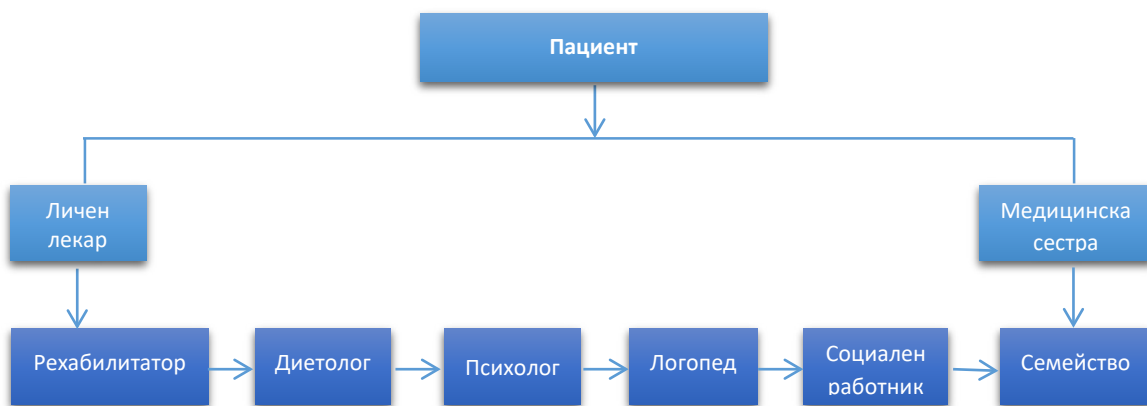 Пациент
Личен
лекар
Медицинска
сестра
Рехабилитатор
Диетолог
Психолог
Логопед
Социален
работник
Семейство